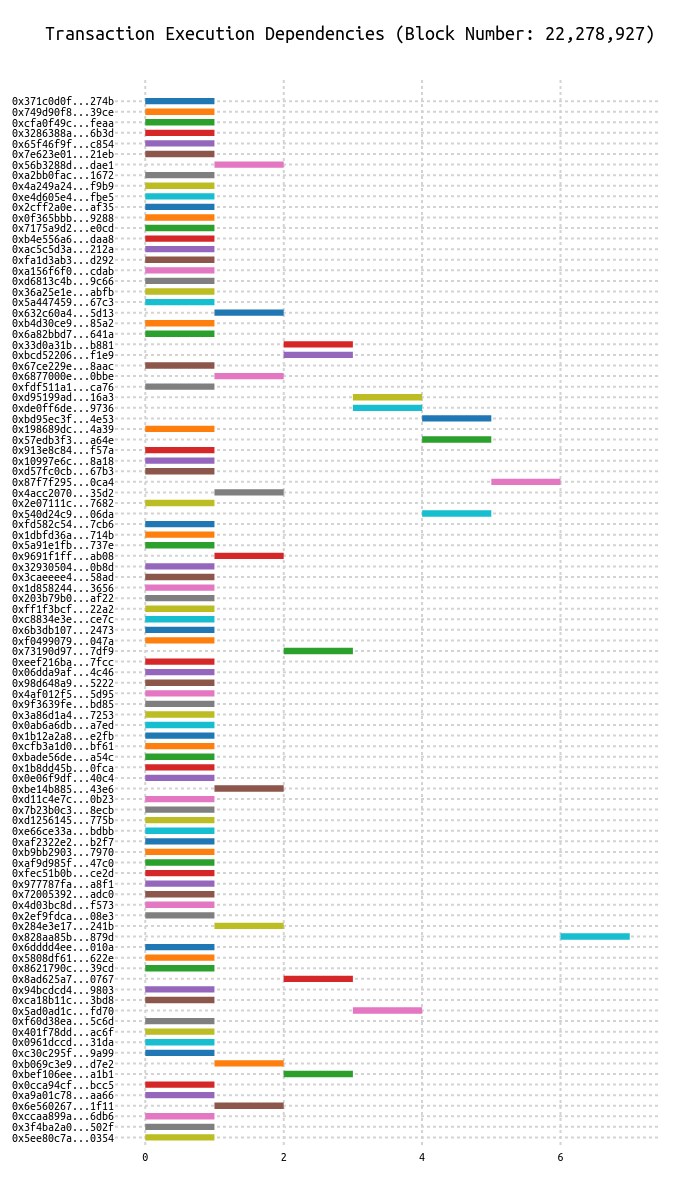 Transaction Execution Dependencies (Block Number: 22,278,927)
0x371c0d0f...274b
0x749d90f8...39ce
0xcfa0f49c...feaa
0x3286388a...6b3d
0x65f46f9f...c854
0x7e623e01...21eb
0x56b3288d...dae1
0xa2bb0fac...1672
0x4a249a24...f9b9
0xe4d605e4...fbe5
0x2cff2a0e...af35
0x0f365bbb...9288
0x7175a9d2...e0cd
0xb4e556a6...daa8
0xac5c5d3a...212a
0xfa1d3ab3...d292
0xa156f6f0...cdab
0xd6813c4b...9c66
0x36a25e1e...abfb
0x5a447459...67c3
0x632c60a4...5d13
0xb4d30ce9...85a2
0x6a82bbd7...641a
0x33d0a31b...b881
0xbcd52206...f1e9
0x67ce229e...8aac
0x6877000e...0bbe
0xfdf511a1...ca76
0xd95199ad...16a3
0xde0ff6de...9736
0xbd95ec3f...4e53
0x198689dc...4a39
0x57edb3f3...a64e
0x913e8c84...f57a
0x10997e6c...8a18
0xd57fc0cb...67b3
0x87f7f295...0ca4
0x4acc2070...35d2
0x2e07111c...7682
0x540d24c9...06da
0xfd582c54...7cb6
0x1dbfd36a...714b
0x5a91e1fb...737e
0x9691f1ff...ab08
0x32930504...0b8d
0x3caeeee4...58ad
0x1d858244...3656
0x203b79b0...af22
0xff1f3bcf...22a2
0xc8834e3e...ce7c
0x6b3db107...2473
0xf0499079...047a
0x73190d97...7df9
0xeef216ba...7fcc
0x06dda9af...4c46
0x98d648a9...5222
0x4af012f5...5d95
0x9f3639fe...bd85
0x3a86d1a4...7253
0x0ab6a6db...a7ed
0x1b12a2a8...e2fb
0xcfb3a1d0...bf61
0xbade56de...a54c
0x1b8dd45b...0fca
0x0e06f9df...40c4
0xbe14b885...43e6
0xd11c4e7c...0b23
0x7b23b0c3...8ecb
0xd1256145...775b
0xe66ce33a...bdbb
0xaf2322e2...b2f7
0xb9bb2903...7970
0xaf9d985f...47c0
0xfec51b0b...ce2d
0x977787fa...a8f1
0x72005392...adc0
0x4d03bc8d...f573
0x2ef9fdca...08e3
0x284e3e17...241b
0x828aa85b...879d
0x6dddd4ee...010a
0x5808df61...622e
0x8621790c...39cd
0x8ad625a7...0767
0x94bcdcd4...9803
0xca18b11c...3bd8
0x5ad0ad1c...fd70
0xf60d38ea...5c6d
0x401f78dd...ac6f
0x0961dccd...31da
0xc30c295f...9a99
0xb069c3e9...d7e2
0xbef106ee...a1b1
0x0cca94cf...bcc5
0xa9a01c78...aa66
0x6e560267...1f11
0xccaa899a...6db6
0x3f4ba2a0...502f
0x5ee80c7a...0354
0 2 4 6